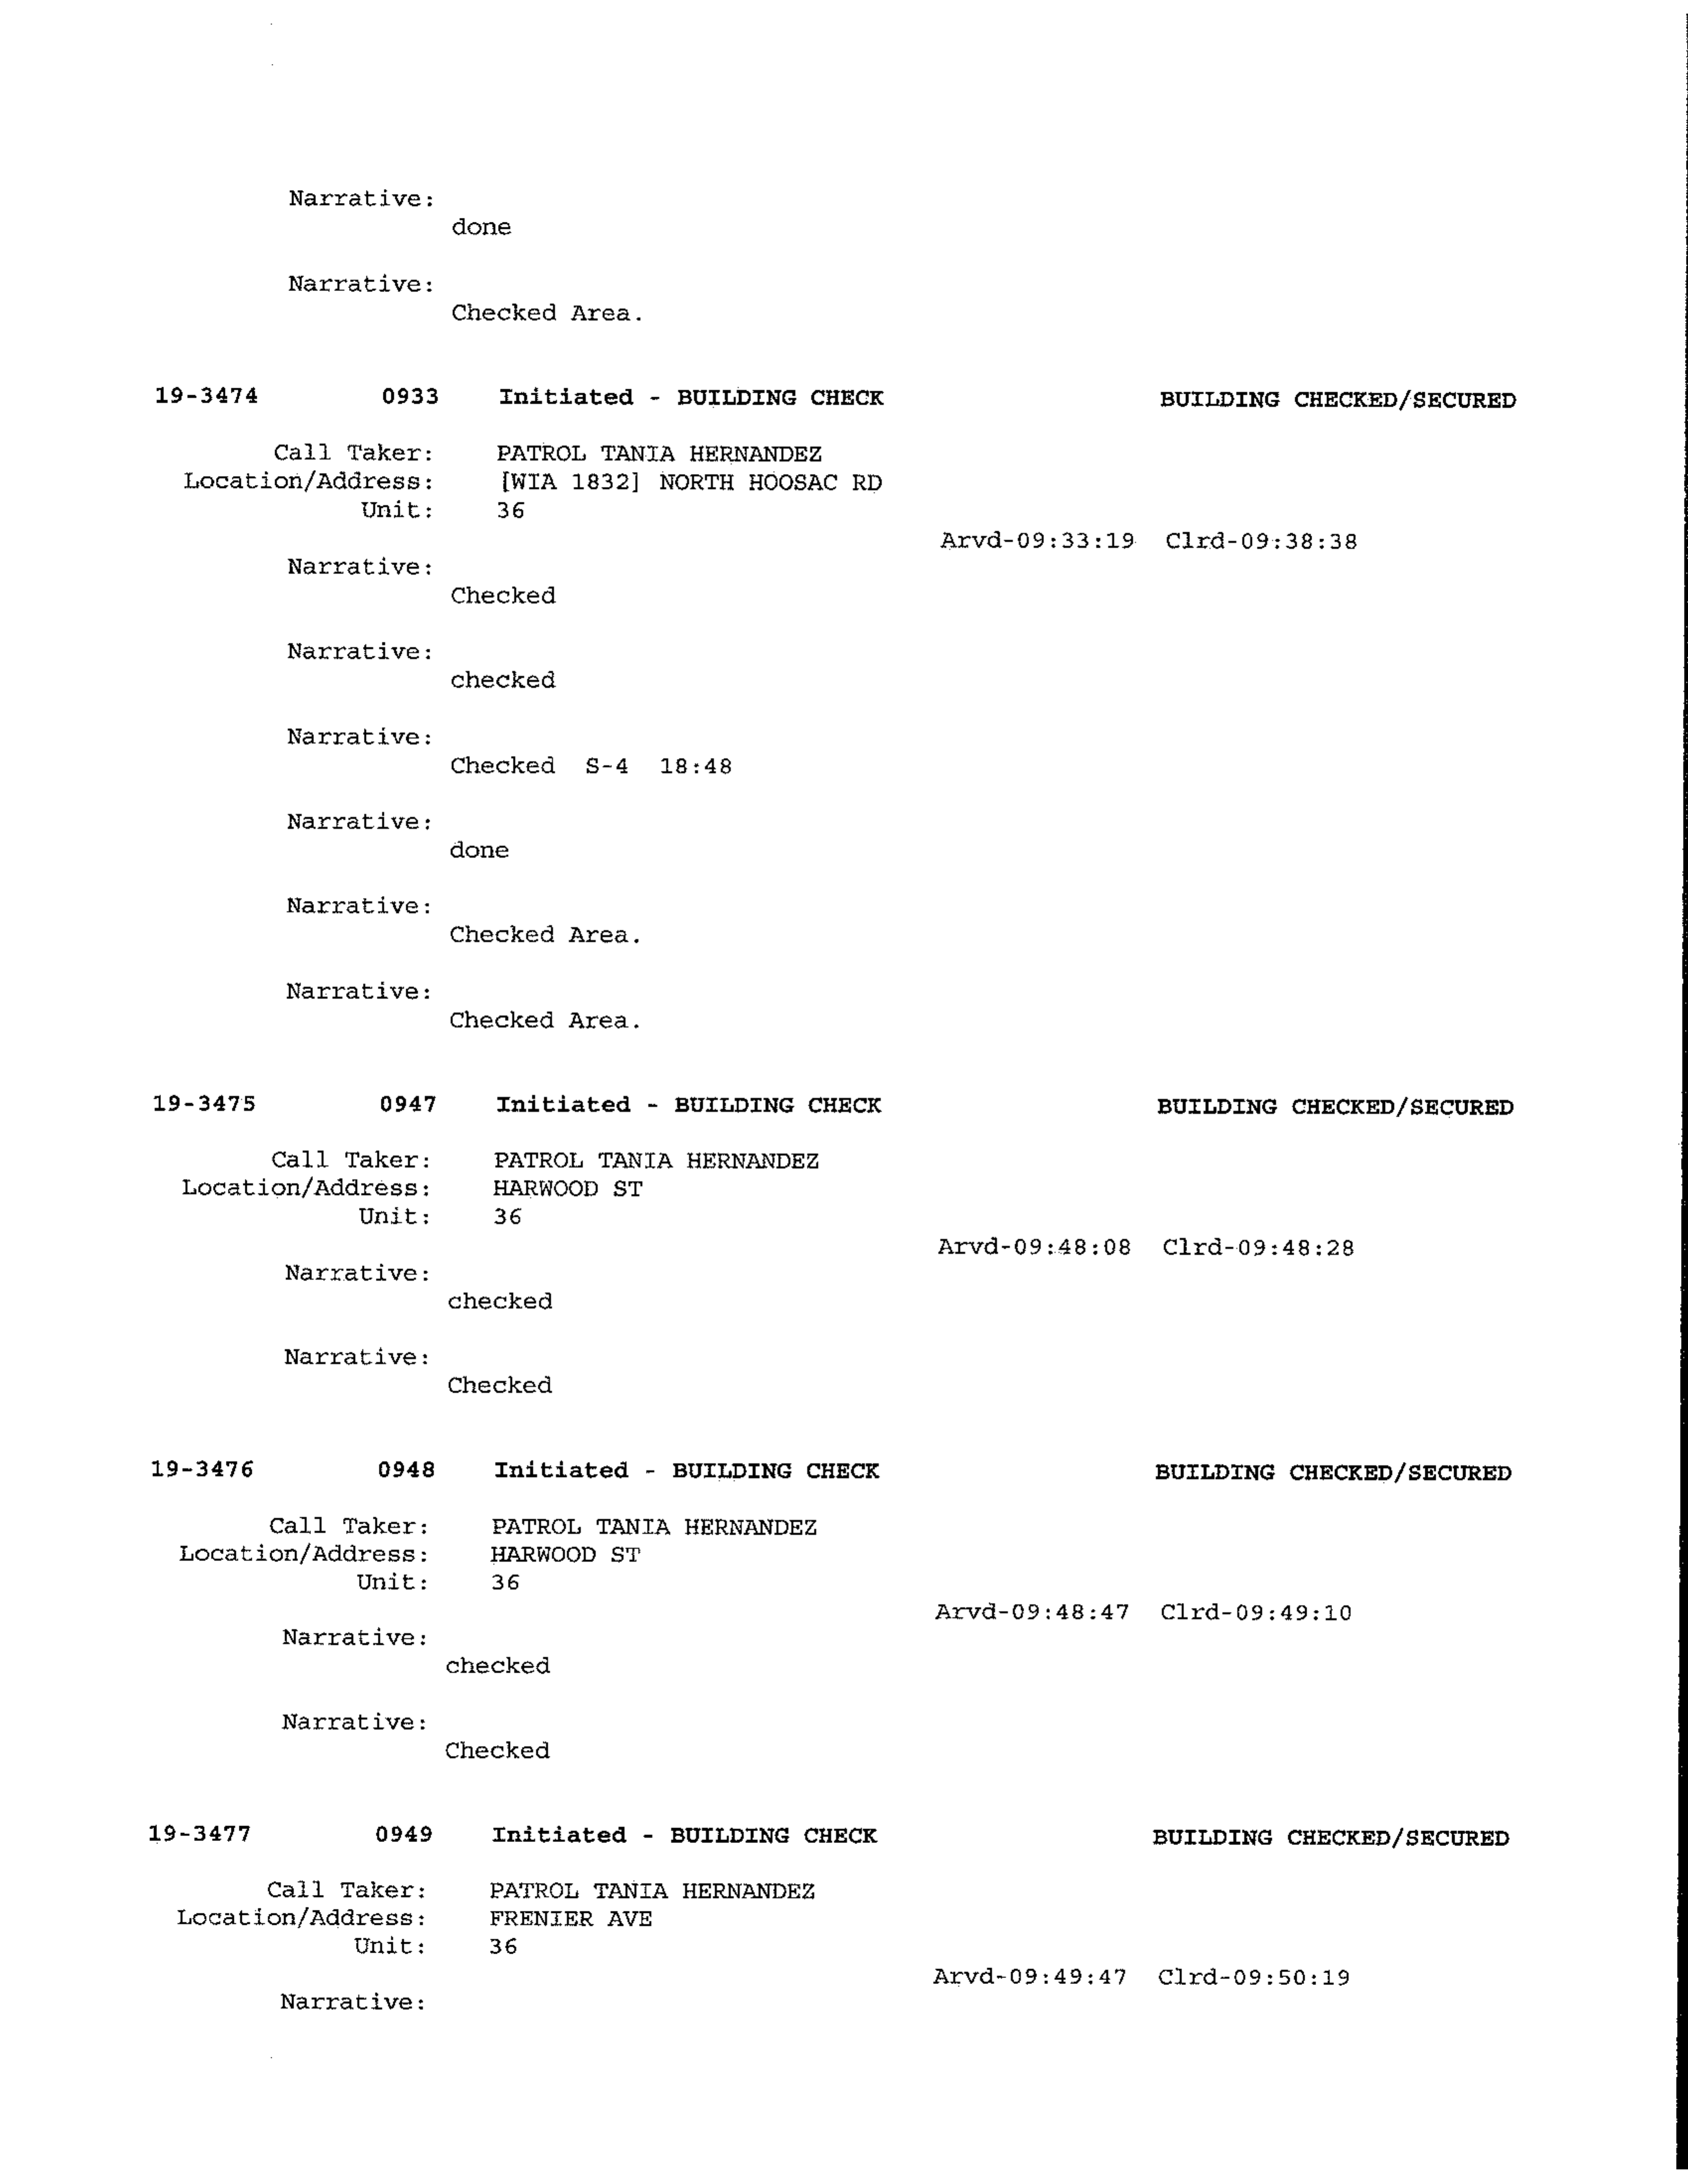 Narrative:
done
Narrative:
Checked Area.
19-3474 0933 Initiated - BUILDING CHECK BUILDING CHECKED/SECURED
Call Taker: PATROL TANIA HERNANDEZ
Location/Address: [WIA 1832] NORTH HOOSAC RD
Unit: 36
Arvd-09:33:19 Clrd-09:38:38
Narrative:
Checked
Narrative:
checked
Narrative:
Checked S-4 18:48
Narrative:
done
Narrative:
Checked Area.
Narrative:
Checked Area.
19-3475 0947 Initiated - BUILDING CHECK BUILDING CHECKED/SECURED
Call Taker: PATROL TANIA HERNANDEZ
Location/Address: HARWOOD ST
Unit: 36
Arvd-09:48:08 Clrd-09:48:28
Narrative:
checked
Narrative:
Checked
19-3476 0948 Initiated - BUILDING CHECK BUILDING CHECKED/SECURED
Call Taker: PATROL TANIA HERNANDEZ
Location/Address: HARWOOD ST
Unit: 36
Arvd-09:48:47 Clrd-09:49:10
Narrative:
checked
Narrative:
Checked
19-3477 0949 Initiated - BUILDING CHECK BUILDING CHECKED/SECURED
Call Taker: PATROL TANIA HERNANDEZ
Location/Address: FRENIER AVE
Unit: 36
Arvd-09:49:47 Clrd-09:50:19
Narrative: